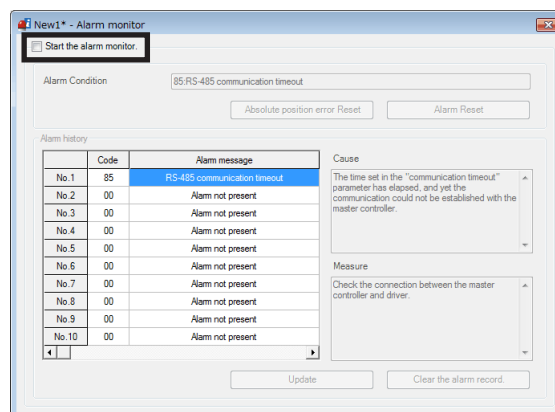 New1* - Alarm monitor
Start the alarm monitor.
Alarm Condition
85:RS-485 communication timeout
Absolute position error Reset
Alarm Reset
Alarm history
Code Alarm message
No.1 85 RS-485 communication timeout
No.2 00 Alarm not present
No.3 00 Alarm not present
No.4 00 Alarm not present
No.5 00 Alarm not present
No.6 00 Alarm not present
No.7 00 Alarm not present
No.8 00 Alarm not present
No.9 00 Alarm not present
No.10 00 Alarm not present
Cause
The time set in the "communication timeout"
parameter has elapsed, and yet the
communication could not be established with the
master controller.
Measure
Check the connection between the master
controller and driver.
Update
Clear the alarm record.